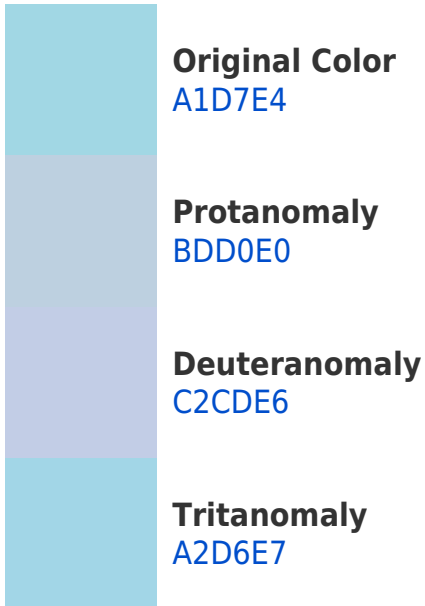 Original Color
A1D7E4
Protanomaly
BDD0E0
Deuteranomaly
C2CDE6
Tritanomaly
A2D6E7